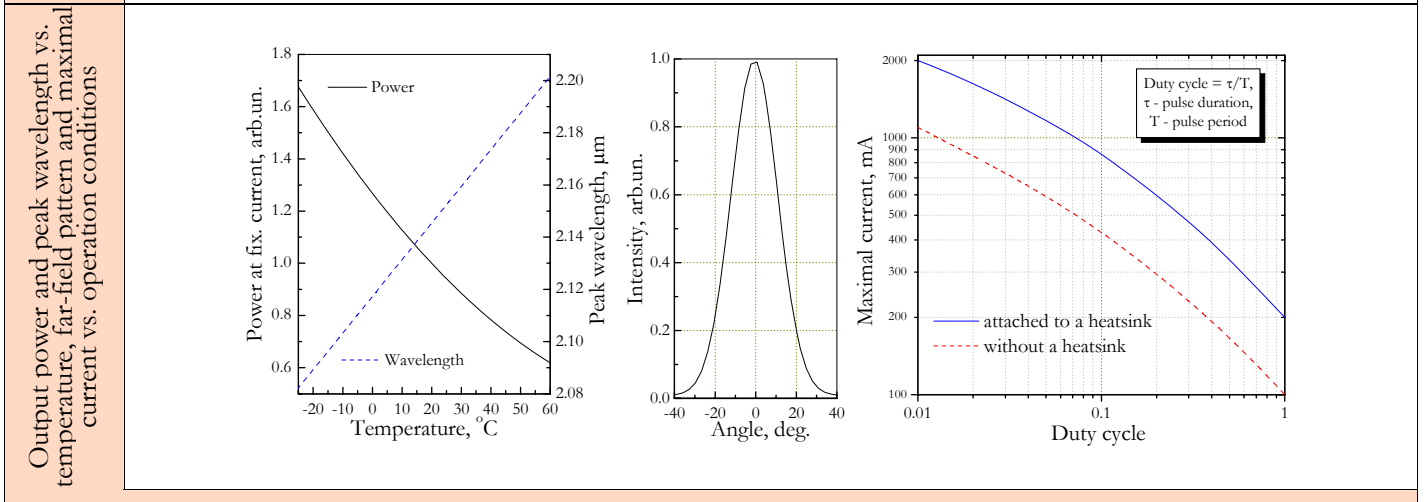 Output power and peak wavelength vs.
temperature, far-field pattern and maximal
current vs. operation conditions
1.8
1.6
1.4
1.2
1.0
0.8
0.6
Power at fix. current, arb.un.
Power
Wavelength
-20 -10 0 10 20 30 40 50 60
Temperature, °C
2.20
2.18
2.16
2.14
2.12
2.10
2.08
Peak wavelength, μm
1.0
0.8
0.6
0.4
0.2
0.0
Intensity, arb.un.
-40 -20 0 20 40
Angle, deg.
2000
1000
900
800
700
600
500
400
300
200
100
Maximal current, mA
Duty cycle = τ/T,
τ - pulse duration,
T - pulse period
attached to a heatsink
without a heatsink
0.01 0.1 1
Duty cycle